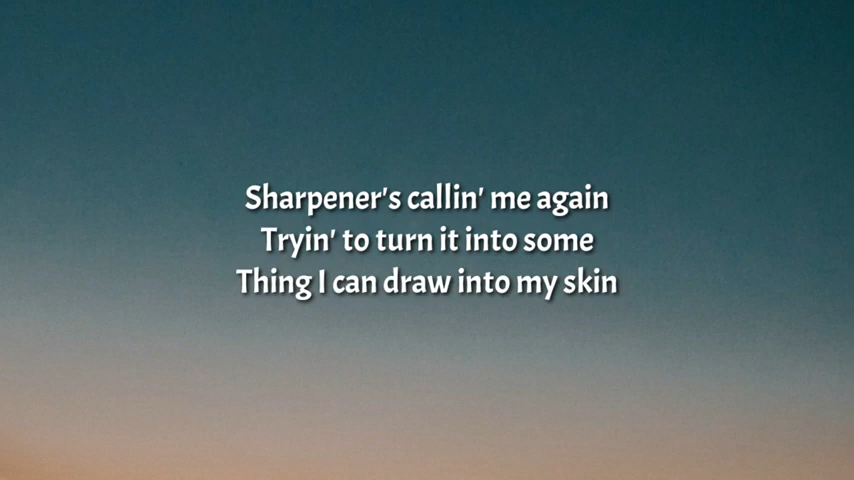 Sharpener's callin' me again
Tryin' to turn it into some
Thing I can draw into my skin